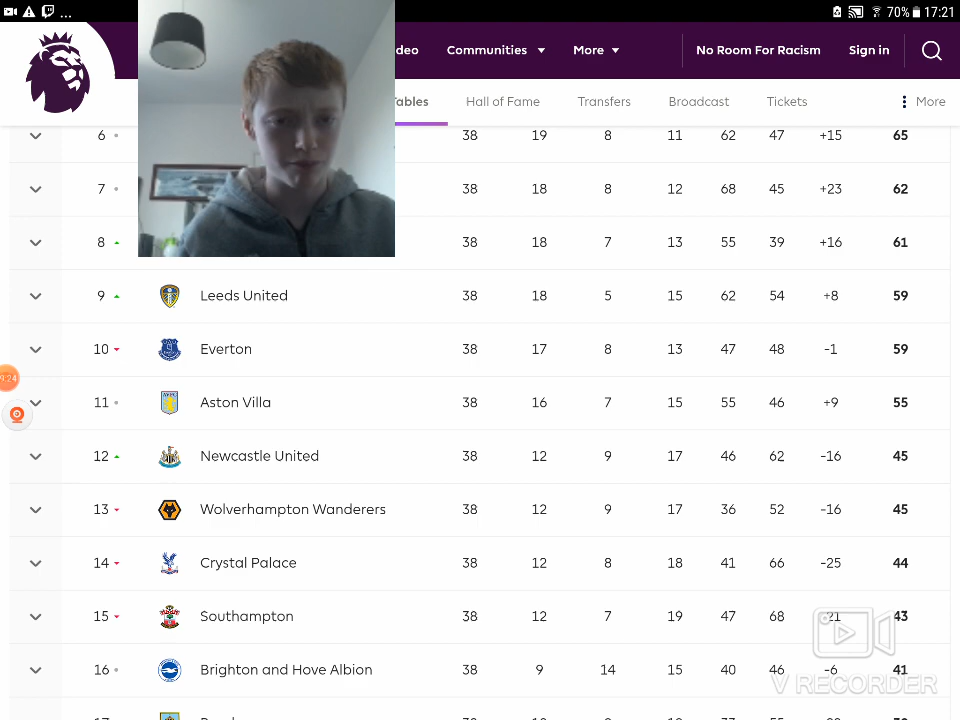 ... 70% 17:21
deo Communities More No Room For Racism Sign in
Tables Hall of Fame Transfers Broadcast Tickets More
6 38 19 8 11 62 47 +15 65
7 38 18 8 12 68 45 +23 62
8 38 18 7 13 55 39 +16 61
9 Leeds United 38 18 5 15 62 54 +8 59
10 Everton 38 17 8 13 47 48 -1 59
9:24
11 Aston Villa 38 16 7 15 55 46 +9 55
12 Newcastle United 38 12 9 17 46 62 -16 45
13 Wolverhampton Wanderers 38 12 9 17 36 52 -16 45
14 Crystal Palace 38 12 8 18 41 66 -25 44
15 Southampton 38 12 7 19 47 68 -21 43
16 Brighton and Hove Albion 38 9 14 15 40 46 -6 41
V RECORDER